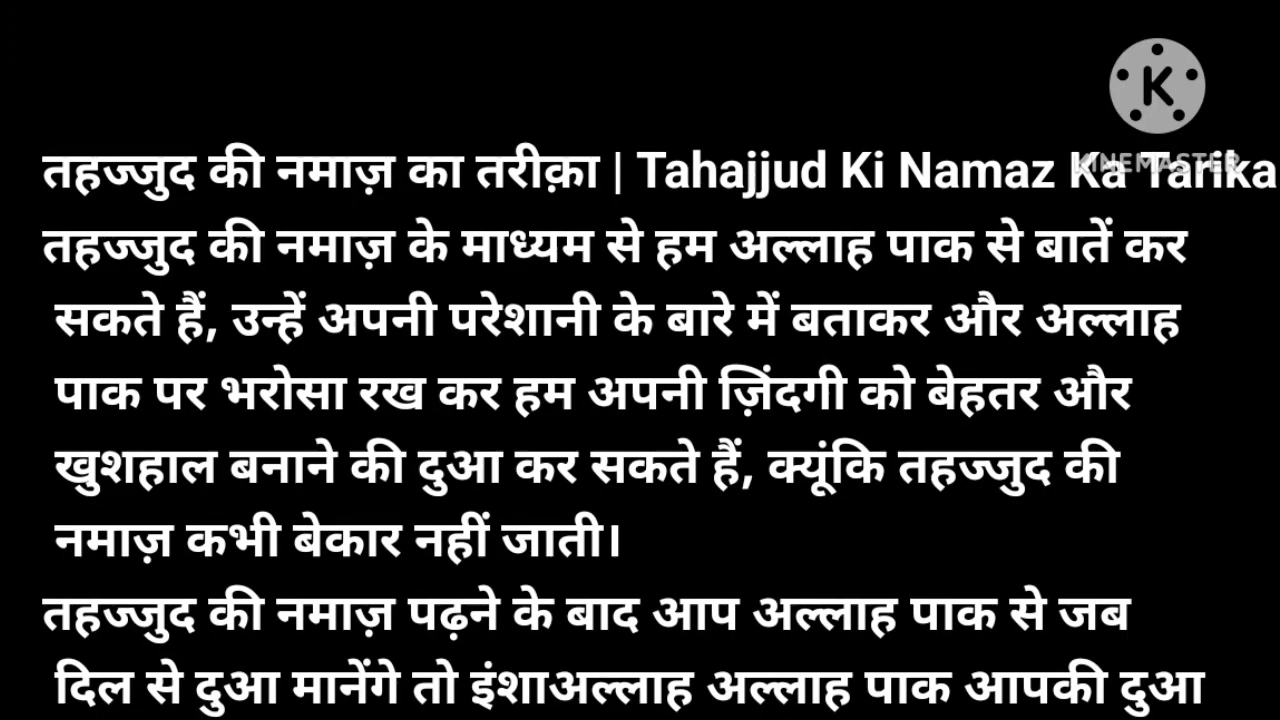 K
KINEMASTER
तहज्जुद की नमाज़ का तरीक़ा | Tahajjud Ki Namaz Ka Tarika
तहज्जुद की नमाज़ के माध्यम से हम अल्लाह पाक से बातें कर
सकते हैं, उन्हें अपनी परेशानी के बारे में बताकर और अल्लाह
पाक पर भरोसा रख कर हम अपनी ज़िंदगी को बेहतर और
खुशहाल बनाने की दुआ कर सकते हैं, क्यूंकि तहज्जुद की
नमाज़ कभी बेकार नहीं जाती।
तहज्जुद की नमाज़ पढ़ने के बाद आप अल्लाह पाक से जब
दिल से दुआ मानेंगे तो इंशाअल्लाह अल्लाह पाक आपकी दुआ